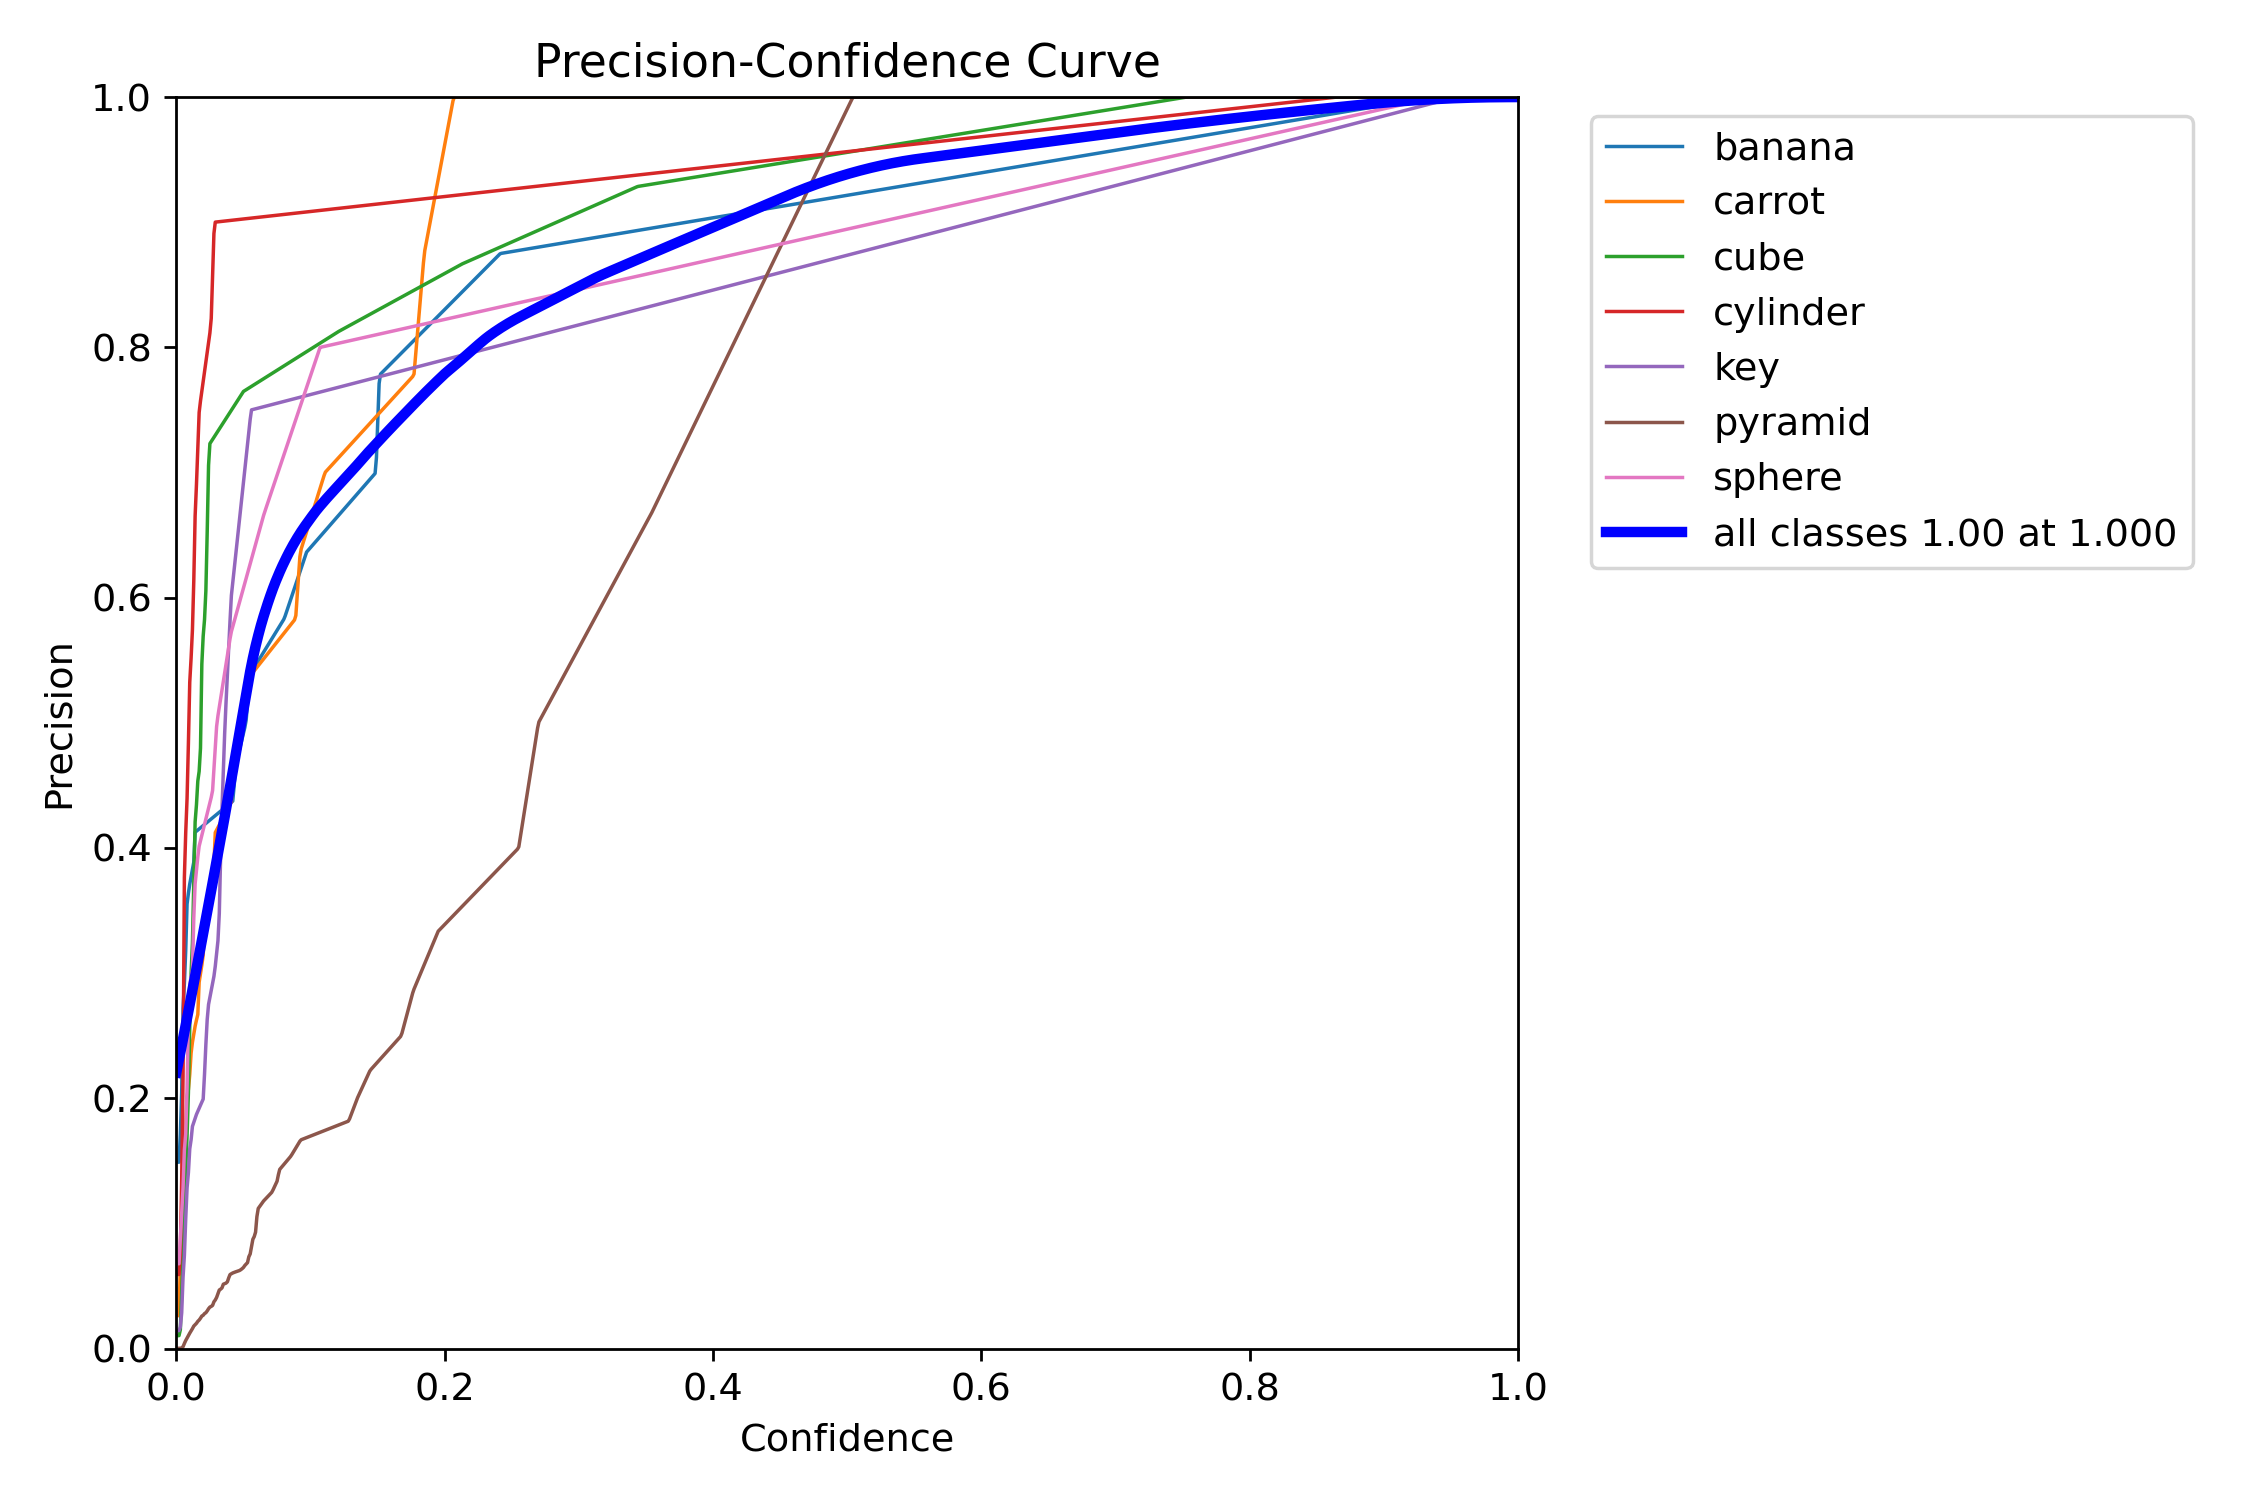 Precision-Confidence Curve
1.0
0.8
0.6
0.4
0.2
0.0
Precision
0.0 0.2 0.4 0.6 0.8 1.0
Confidence
banana
carrot
cube
cylinder
key
pyramid
sphere
all classes 1.00 at 1.000